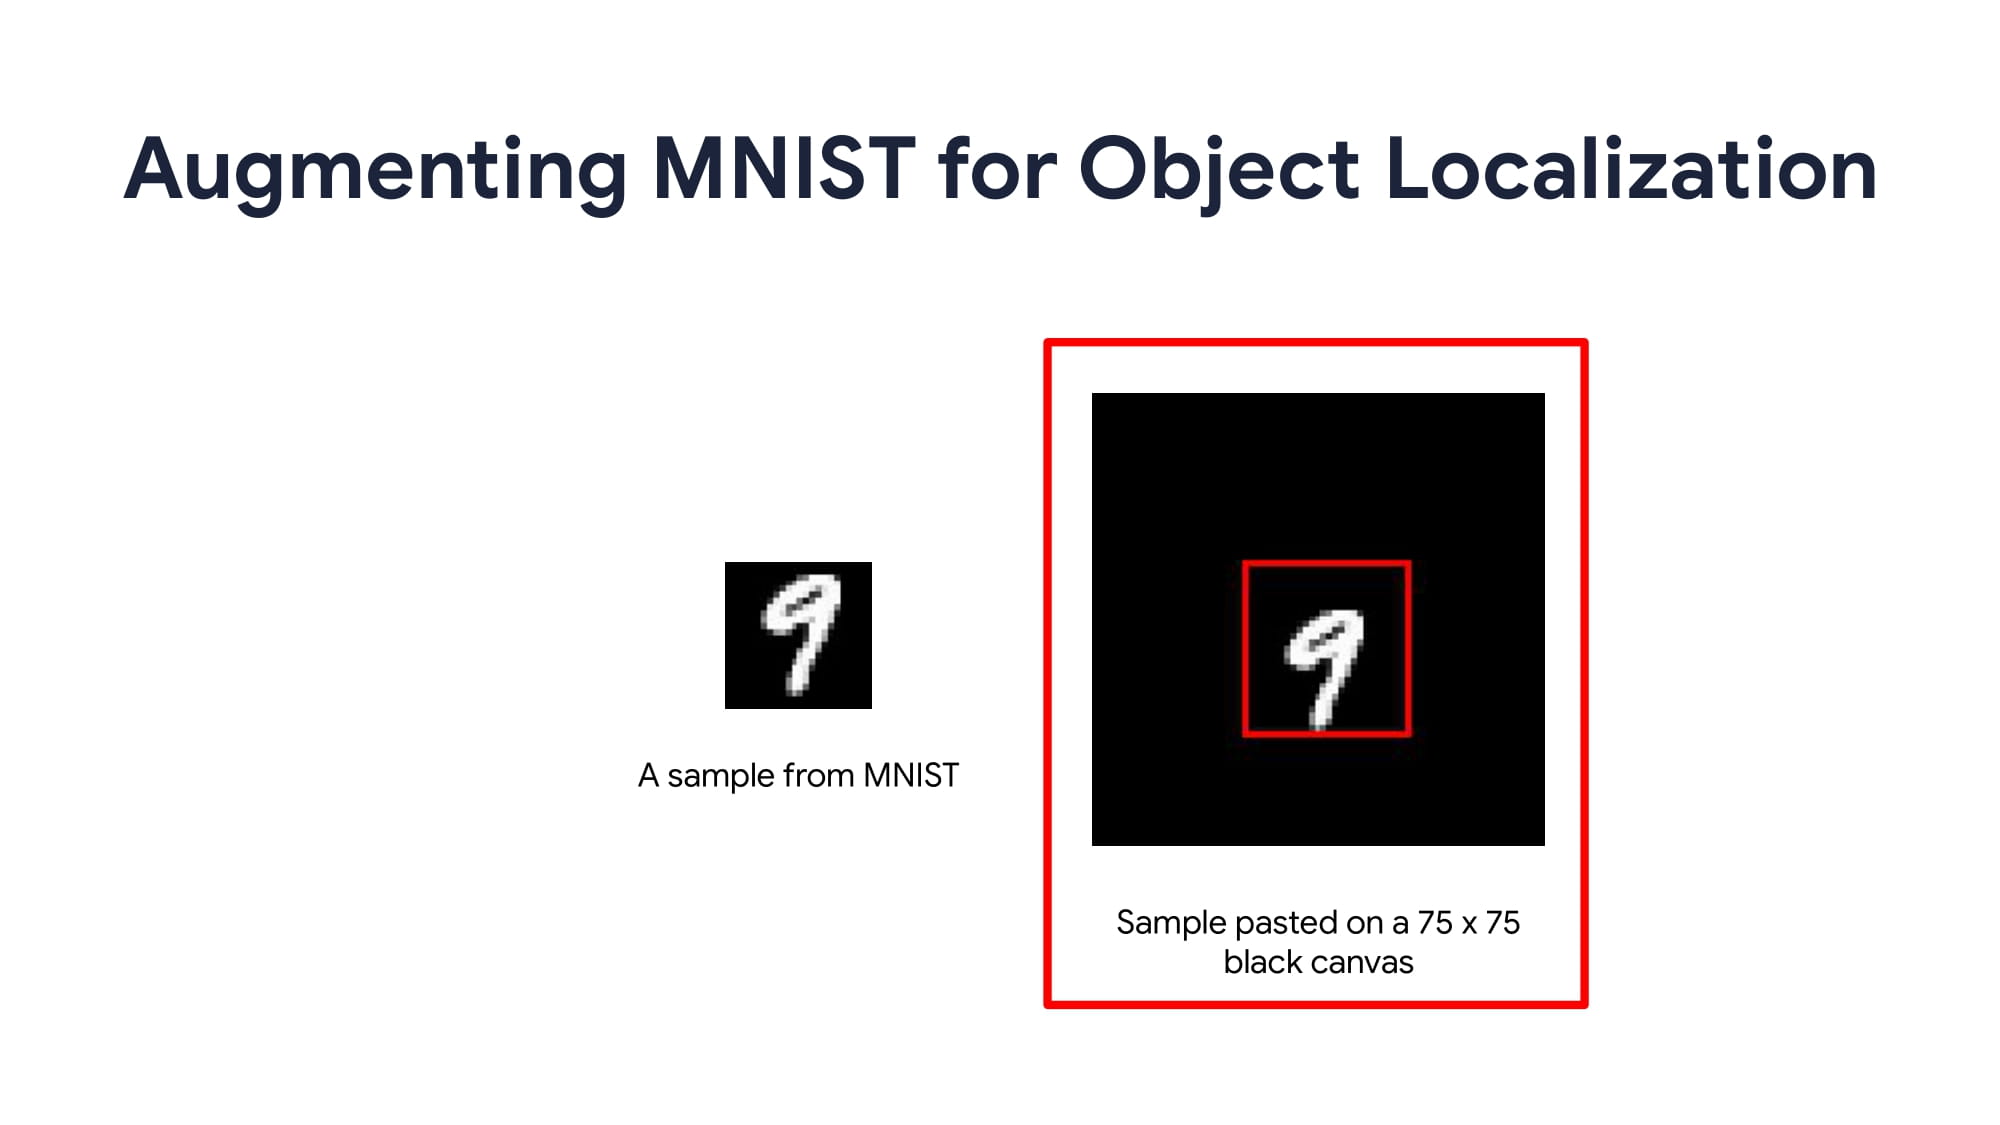 Augmenting MNIST for Object Localization
9
9
A sample from MNIST
Sample pasted on a 75 x 75
black canvas